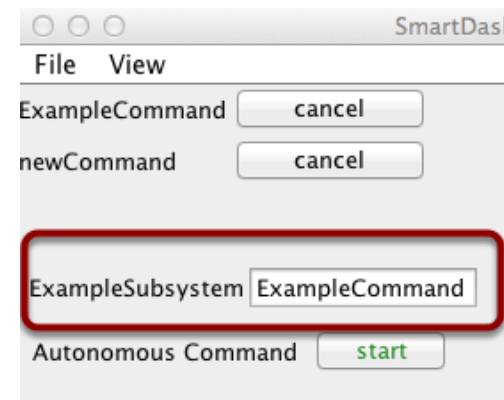 SmartDas
File View
ExampleCommand cancel
newCommand cancel
ExampleSubsystem ExampleCommand
Autonomous Command start